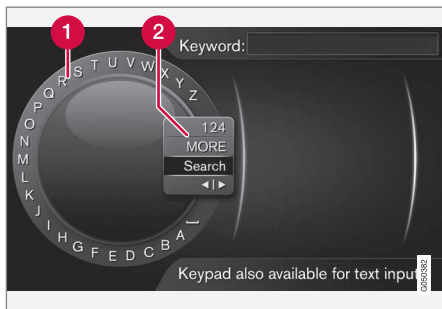 1
2
Keyword:
A B C D E F G H I J K L M N O P Q R S T U V W X Y Z
124
MORE
Search
◄|►
Keypad also available for text input
G050382